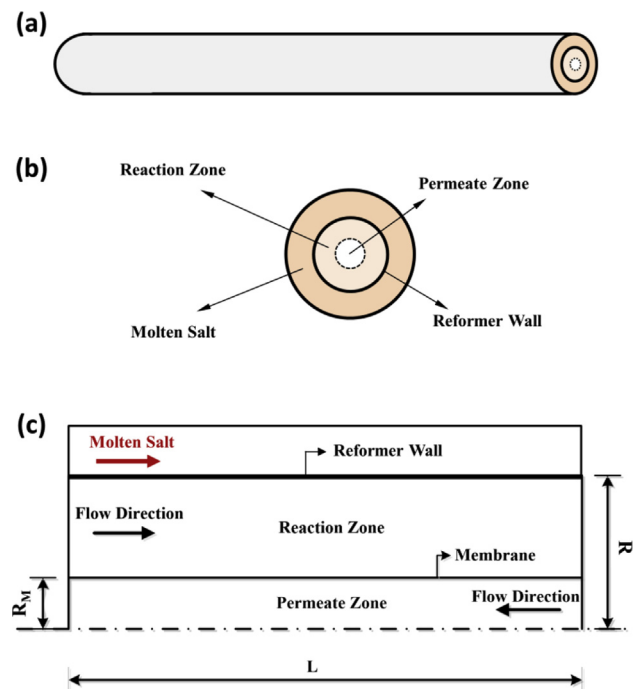 (a)
(b)
Reaction Zone
Permeate Zone
Molten Salt
Reformer Wall
(c)
Molten Salt
Reformer Wall
Flow Direction
Reaction Zone
R
Membrane
Flow Direction
R_M
Permeate Zone
L